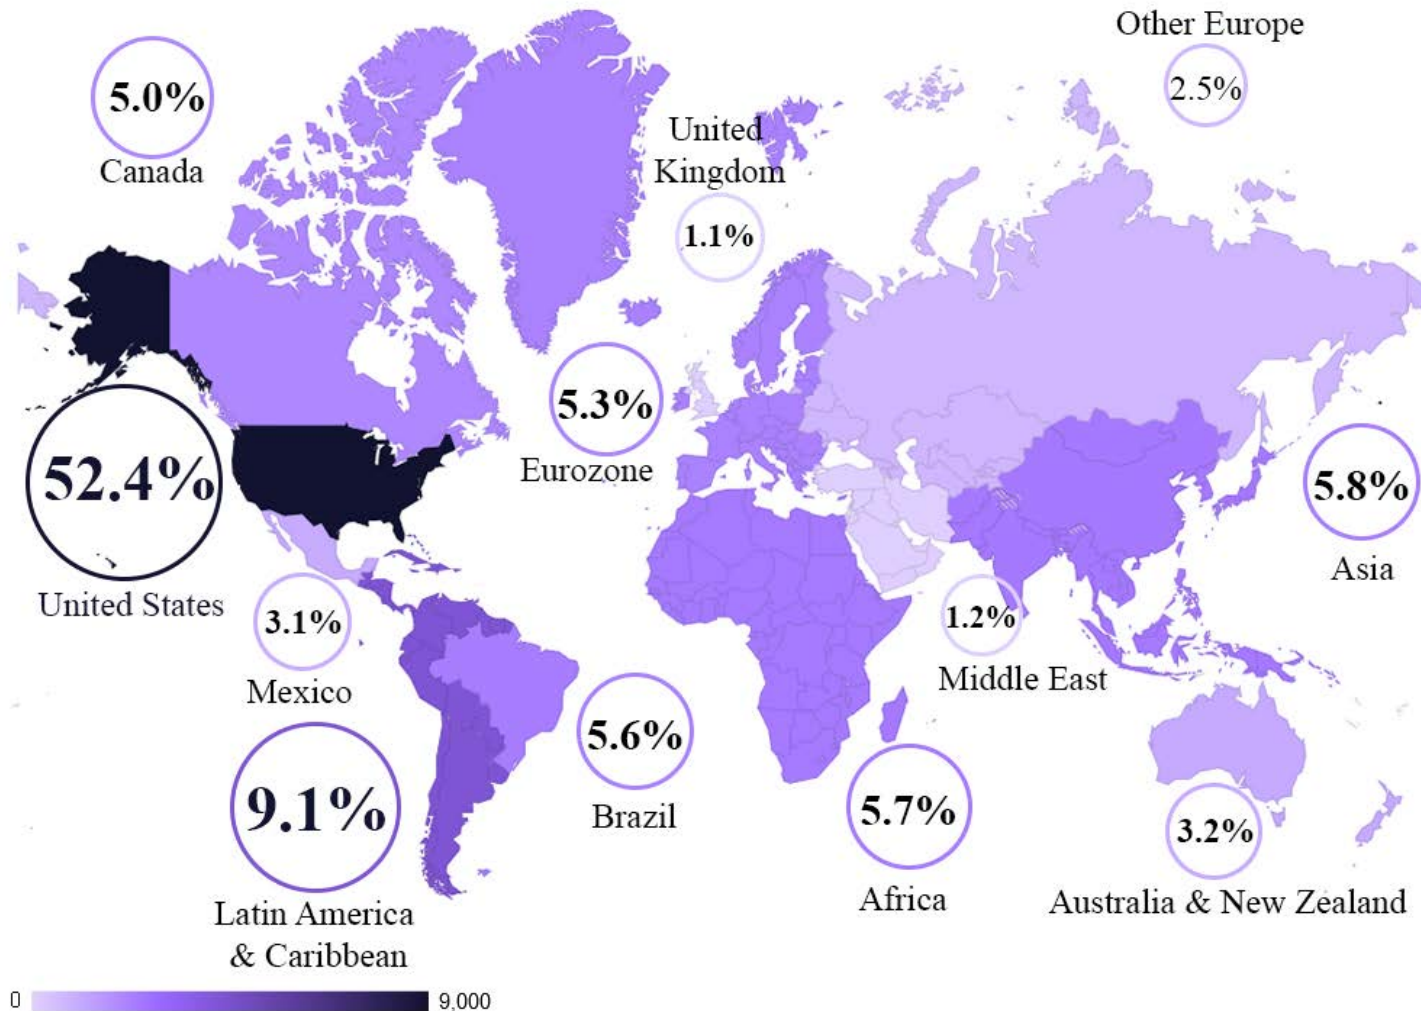 Other Europe
2.5%
5.0%
Canada
United
Kingdom
1.1%
5.3%
Eurozone
52.4%
United States
5.8%
Asia
3.1%
Mexico
1.2%
Middle East
9.1%
Latin America
& Caribbean
5.6%
Brazil
5.7%
Africa
3.2%
Australia & New Zealand
0
9,000